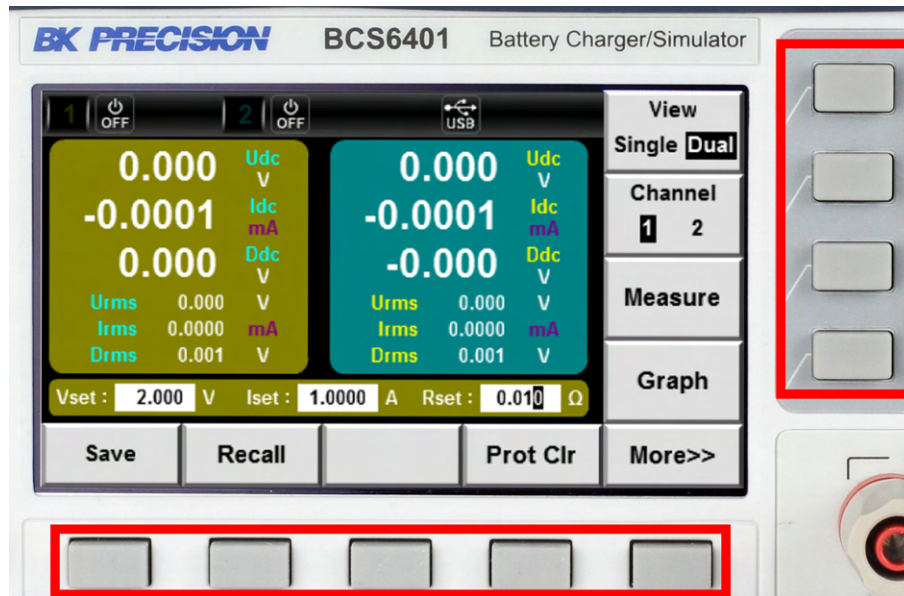 BK PRECISION BCS6401 Battery Charger/Simulator
1 OFF 2 OFF USB
View
Single Dual
0.000 Udc V
-0.0001 Idc mA
0.000 Ddc V
Urms 0.000 V
Irms 0.0000 mA
Drms 0.001 V
0.000 Udc V
-0.0001 Idc mA
-0.000 Ddc V
Urms 0.000 V
Irms 0.0000 mA
Drms 0.001 V
Channel
1 2
Measure
Graph
Vset : 2.000 V Iset : 1.0000 A Rset : 0.010 Ω
Save Recall Prot Clr More>>